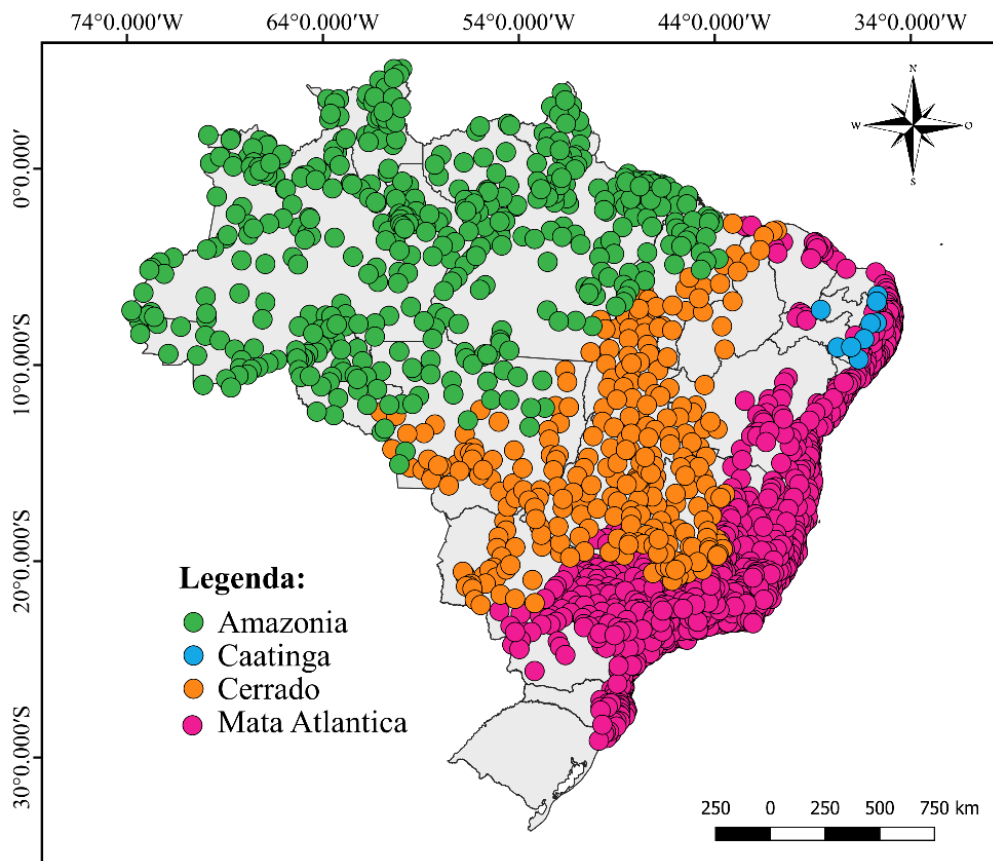 74°0.000′W 64°0.000′W 54°0.000′W 44°0.000′W 34°0.000′W
N
W O
S
0°0.000′
10°0.000′S
20°0.000′S
30°0.000′S
Legenda:
Amazonia
Caatinga
Cerrado
Mata Atlantica
250 0 250 500 750 km